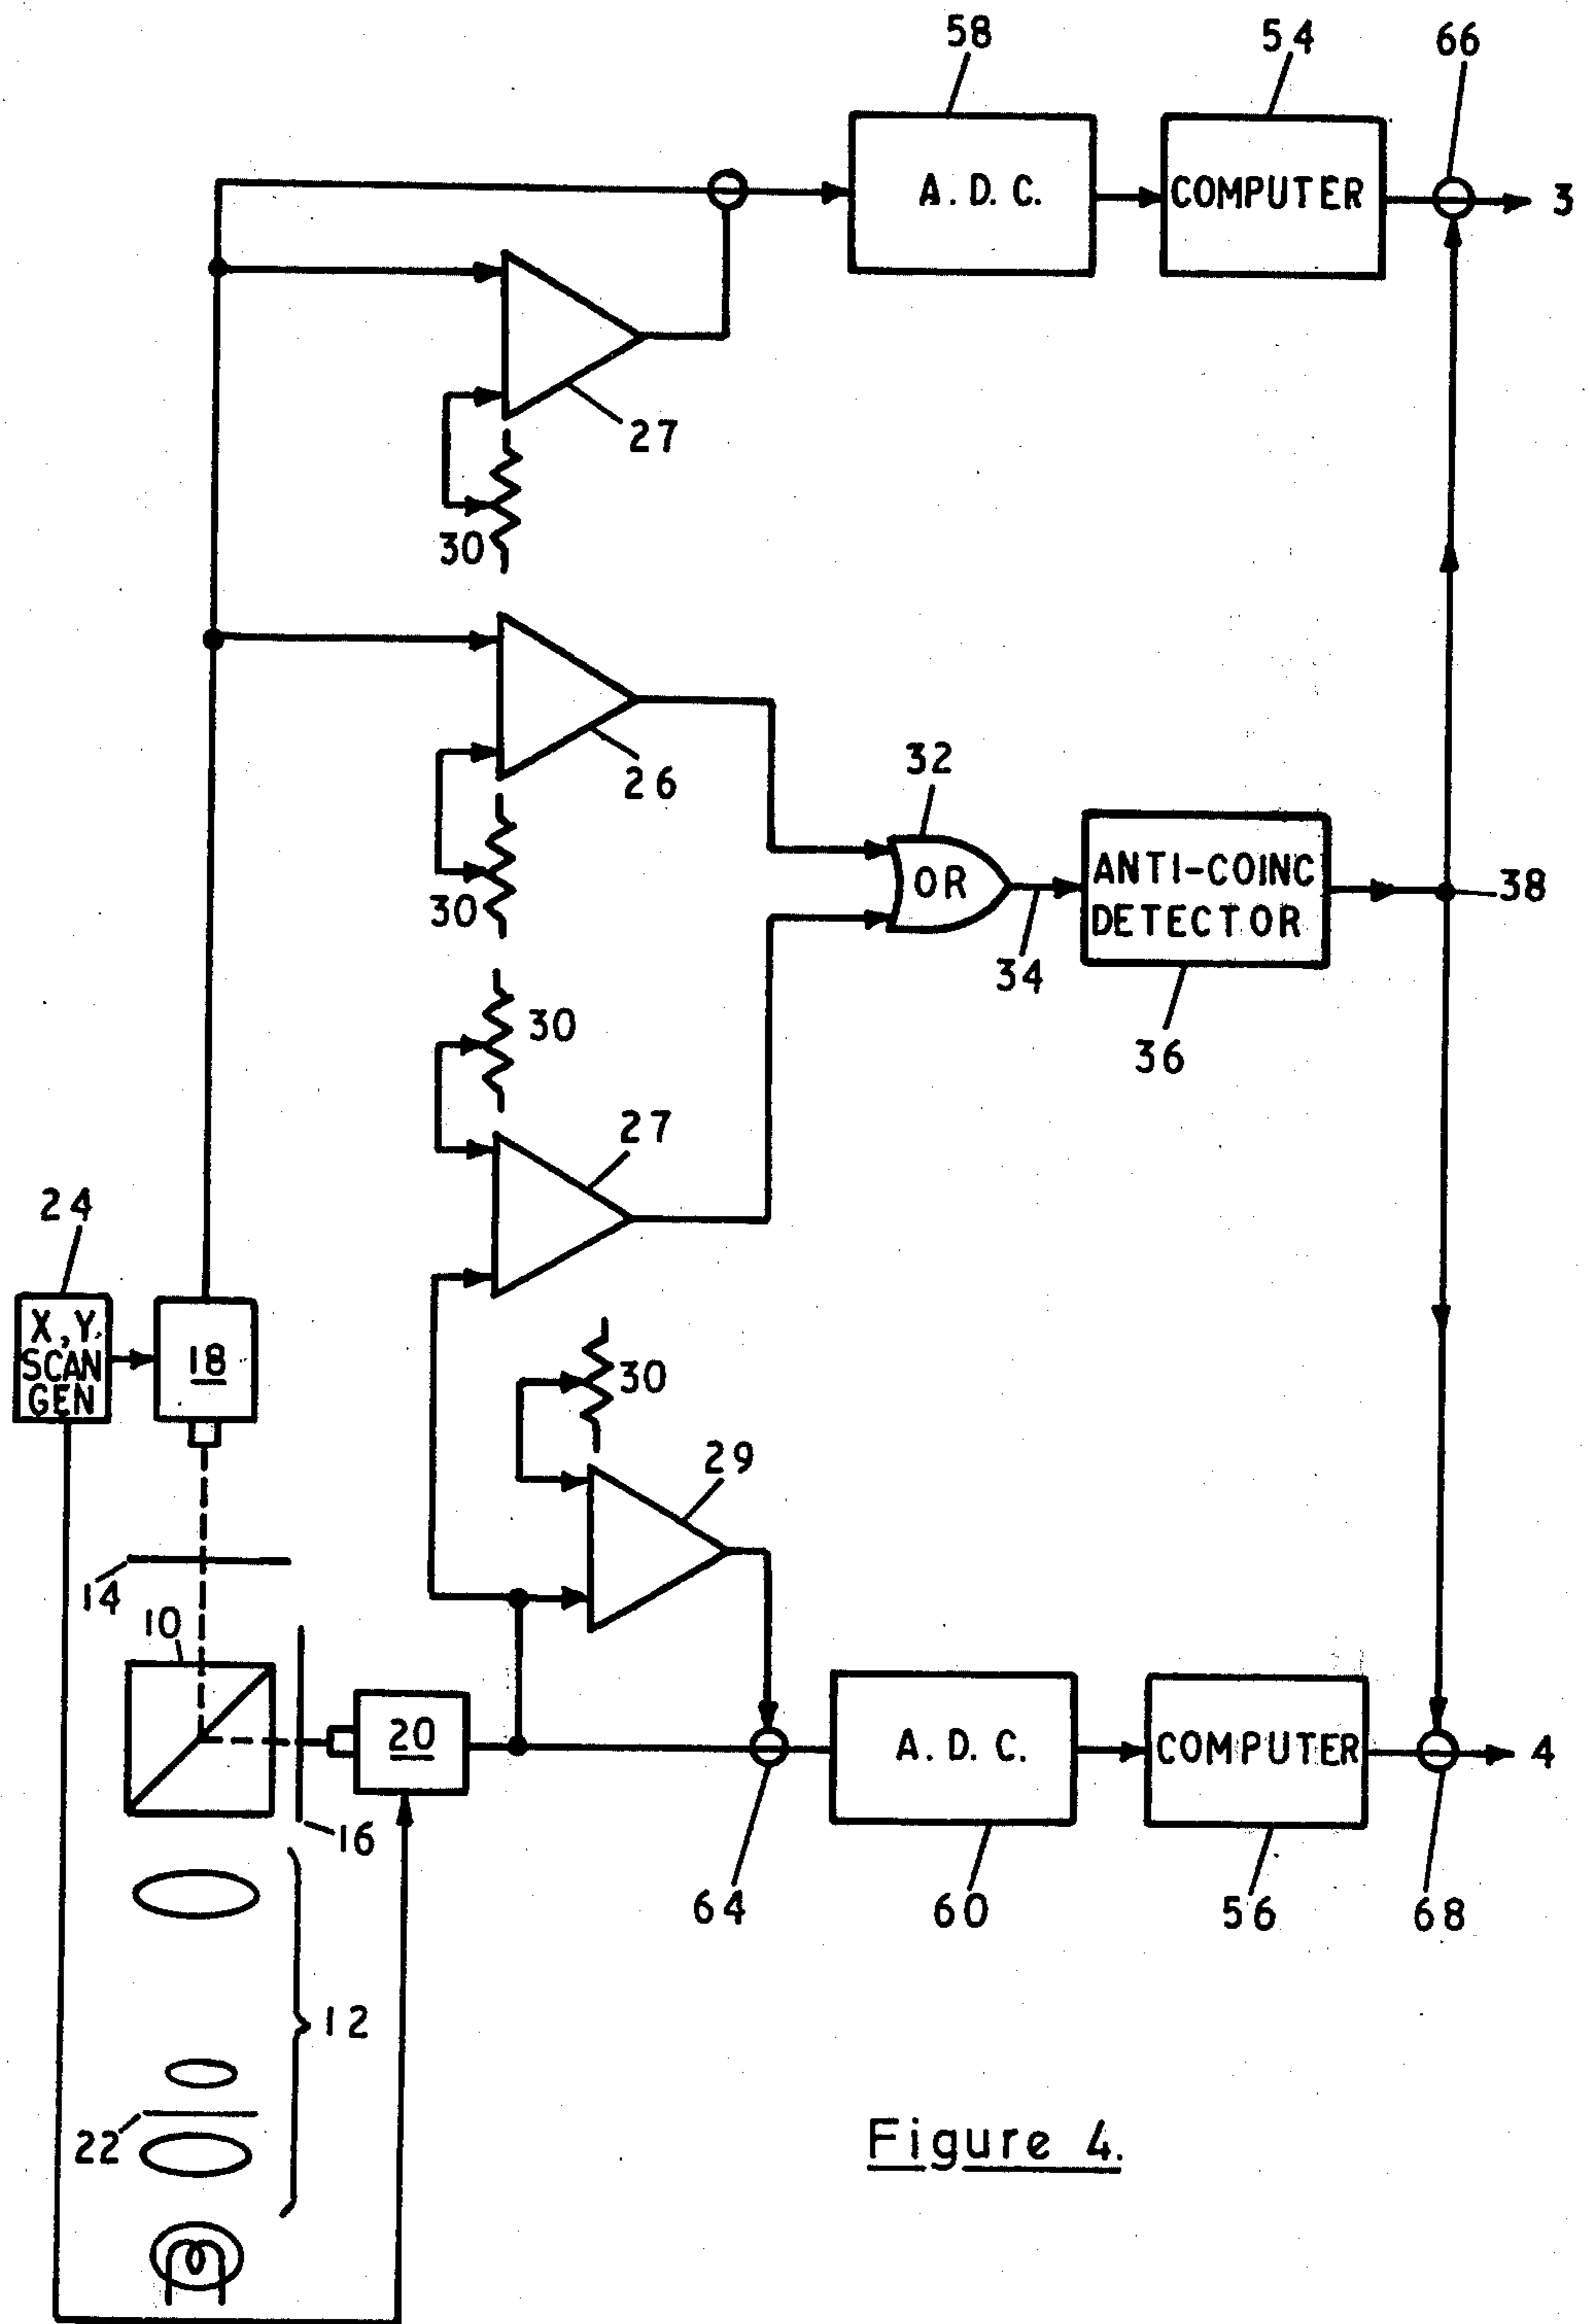 58
54
66
A.D.C.
COMPUTER
3
27
30
26
32
30
OR
ANTI-COINC
DETECTOR
38
34
30
36
27
24
X,Y.
SCAN
GEN
18
30
29
14
10
20
A.D.C.
COMPUTER
4
16
64
60
56
68
12
22
Figure 4.